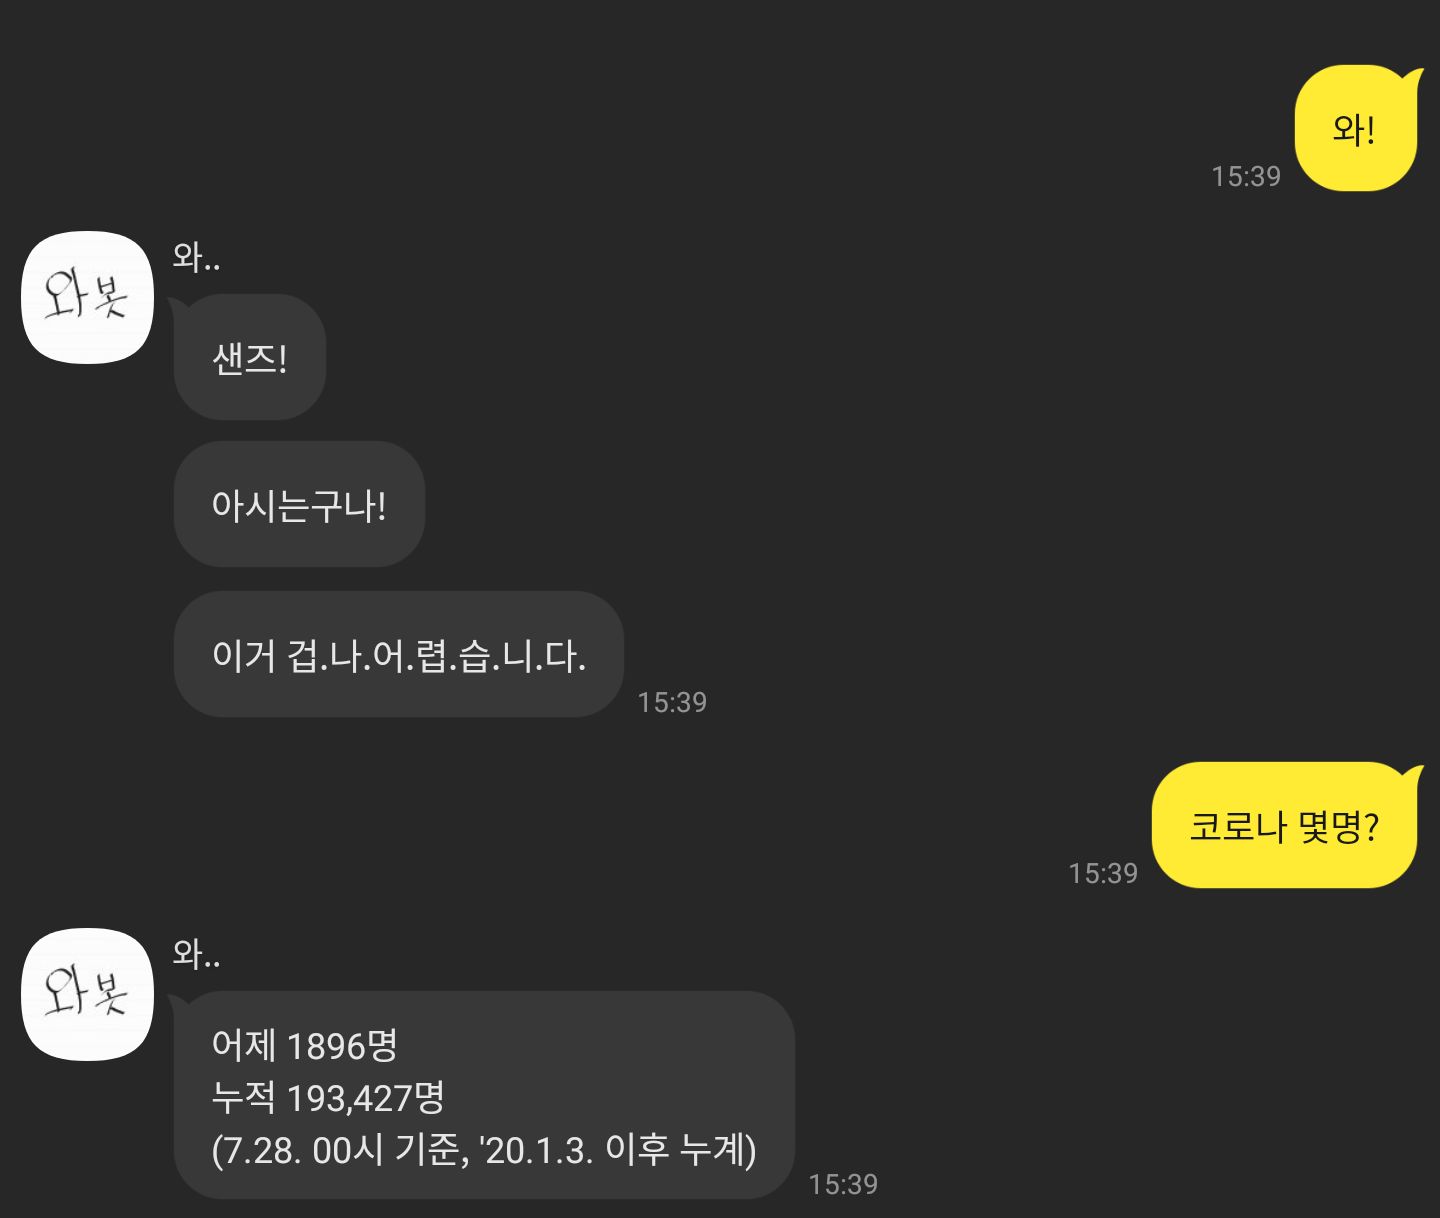 와!
15:39
와봇
와..
샌즈!
아시는구나!
이거 겁.나.어.렵.습.니.다.
15:39
코로나 몇명?
15:39
와봇
와..
어제 1896명
누적 193,427명
(7.28. 00시 기준, '20.1.3. 이후 누계)
15:39